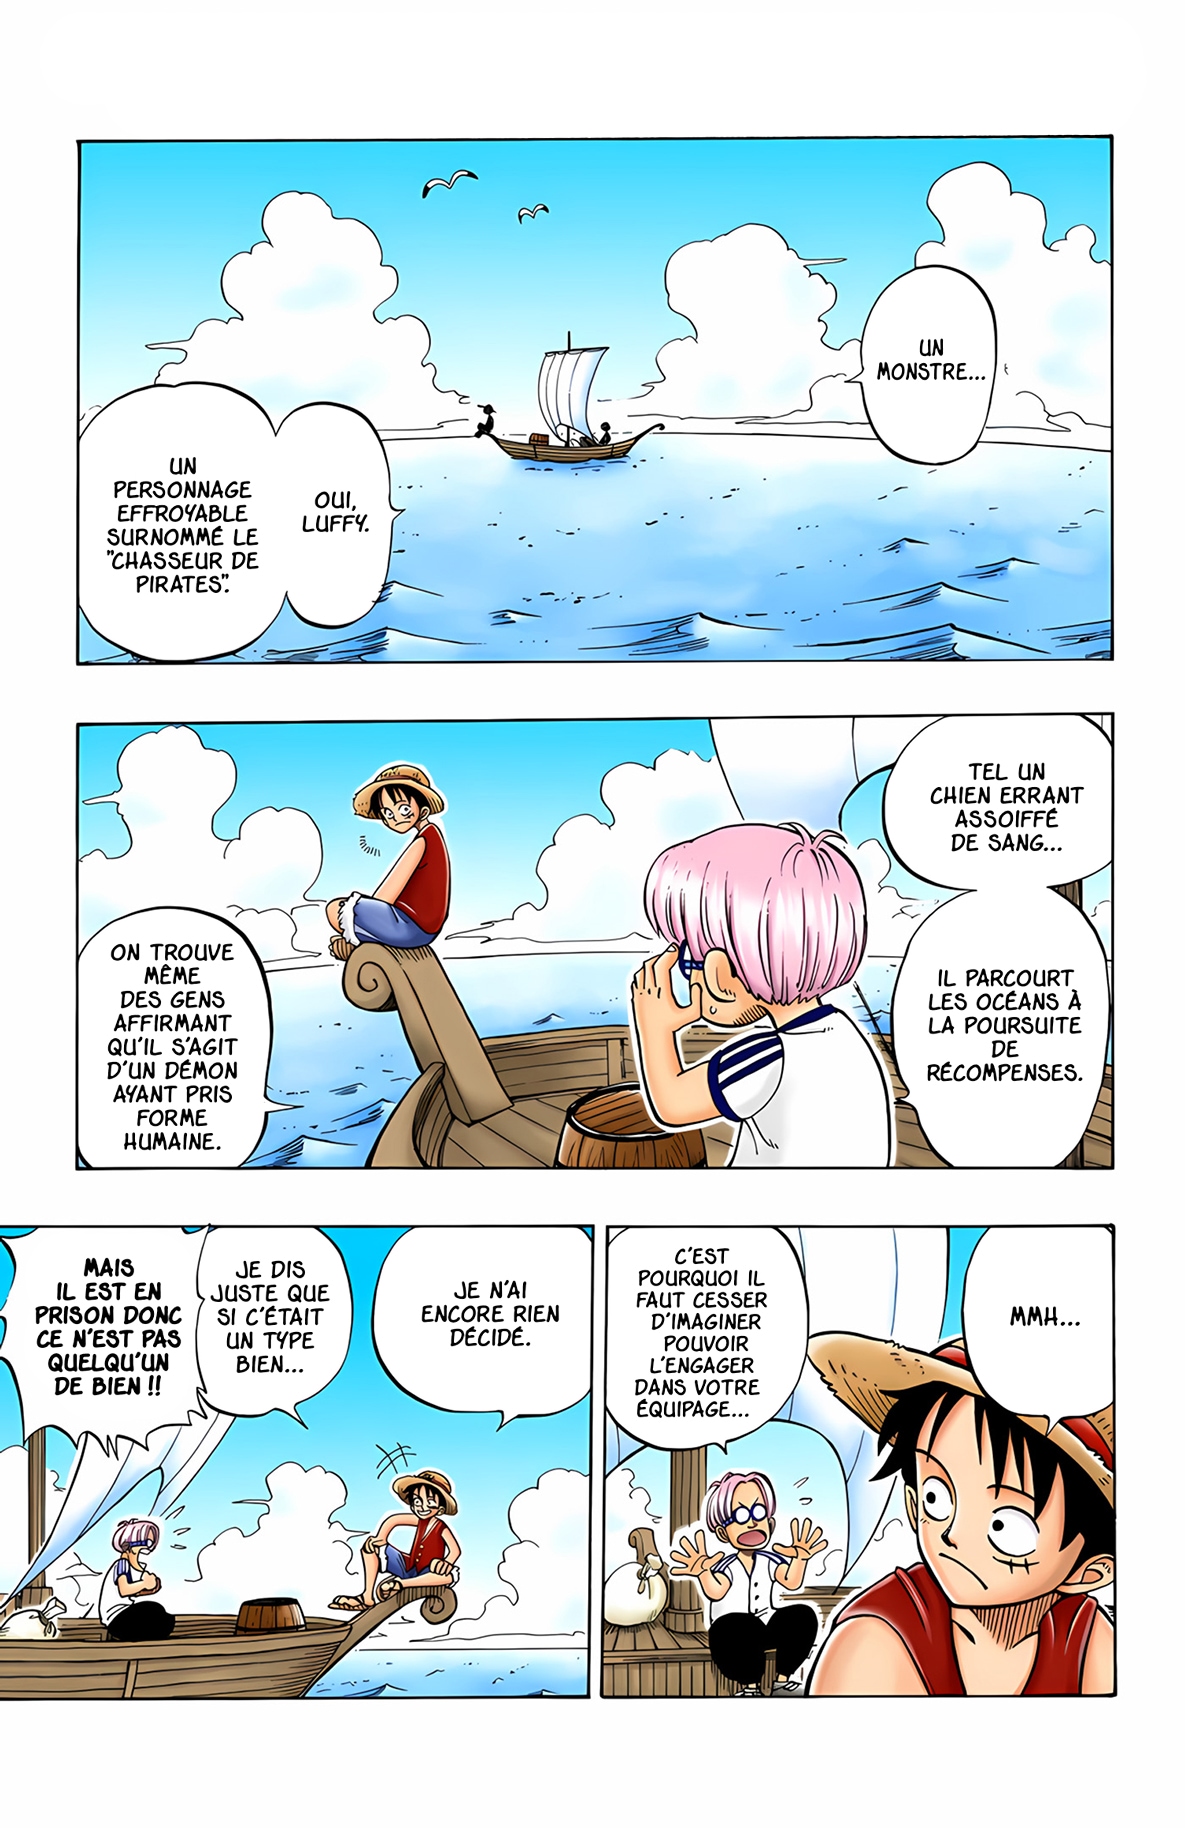 UN
MONSTRE...
OUI,
LUFFY.
UN
PERSONNAGE
EFFROYABLE
SURNOMMÉ LE
"CHASSEUR DE
PIRATES".
TEL UN
CHIEN ERRANT
ASSOIFFÉ
DE SANG...
IL PARCOURT
LES OCÉANS À
LA POURSUITE
DE
RÉCOMPENSES.
ON TROUVE
MÊME
DES GENS
AFFIRMANT
QU'IL S'AGIT
D'UN DÉMON
AYANT PRIS
FORME
HUMAINE.
MMH...
C'EST
POURQUOI IL
FAUT CESSER
D'IMAGINER
POUVOIR
L'ENGAGER
DANS VOTRE
ÉQUIPAGE...
JE N'AI
ENCORE RIEN
DÉCIDÉ.
JE DIS
JUSTE QUE
SI C'ÉTAIT
UN TYPE
BIEN...
MAIS
IL EST EN
PRISON DONC
CE N'EST PAS
QUELQU'UN
DE BIEN !!